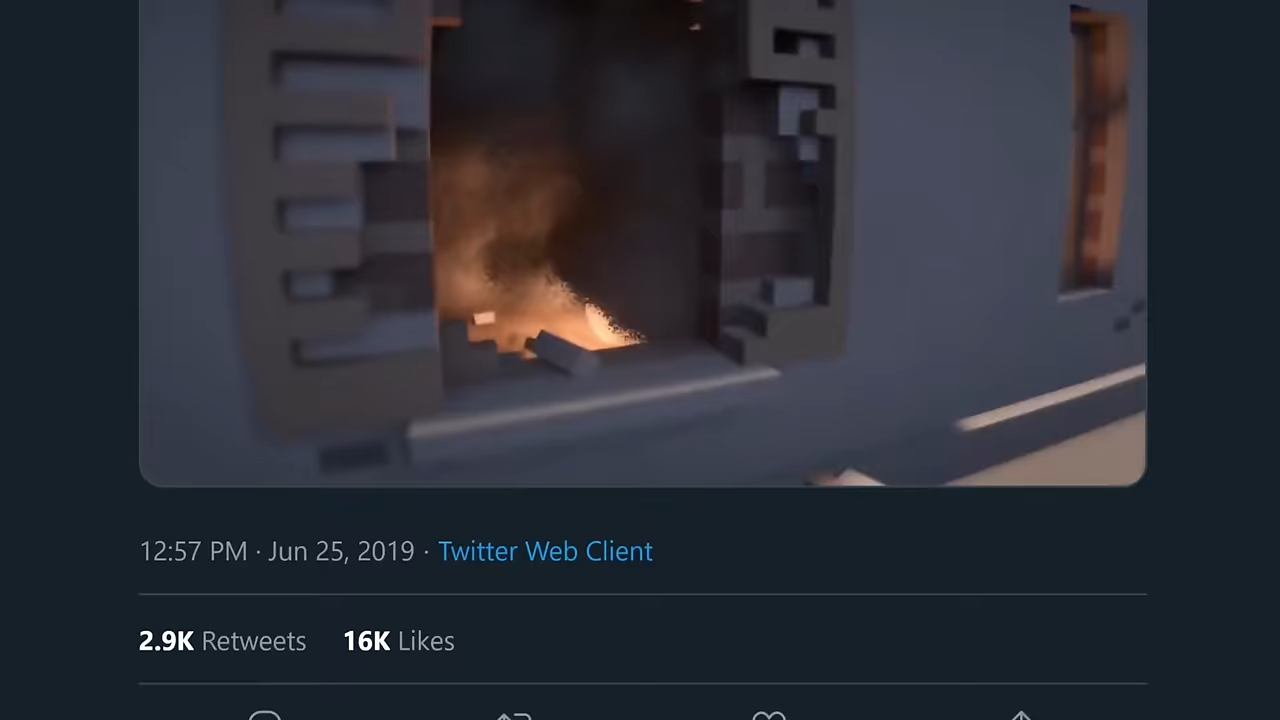 12:57 PM · Jun 25, 2019 · Twitter Web Client
2.9K Retweets 16K Likes